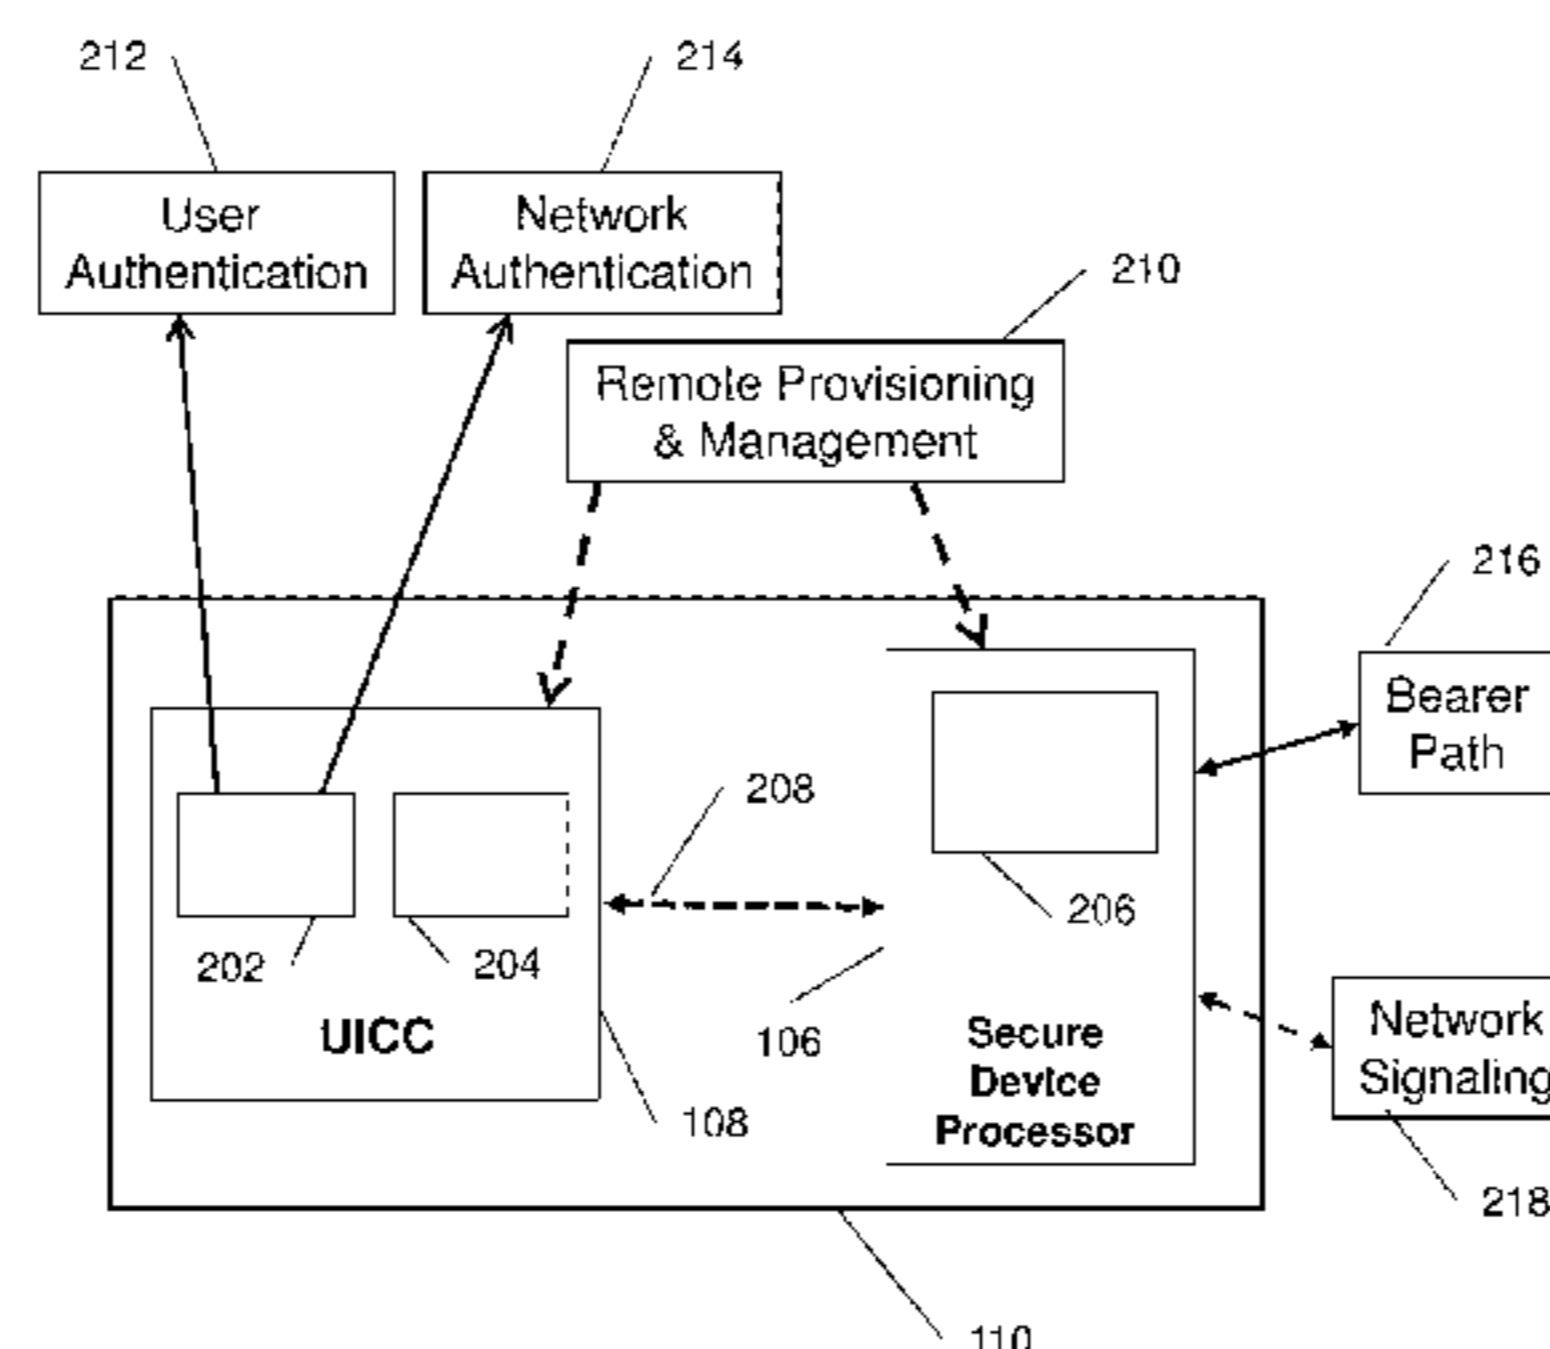 212
214
User
Authentication
Network
Authentication
210
Remote Provisioning
& Management
216
Bearer
Path
208
206
202
204
UICC
106
Secure
Device
Processor
Network
Signaling
108
218
110